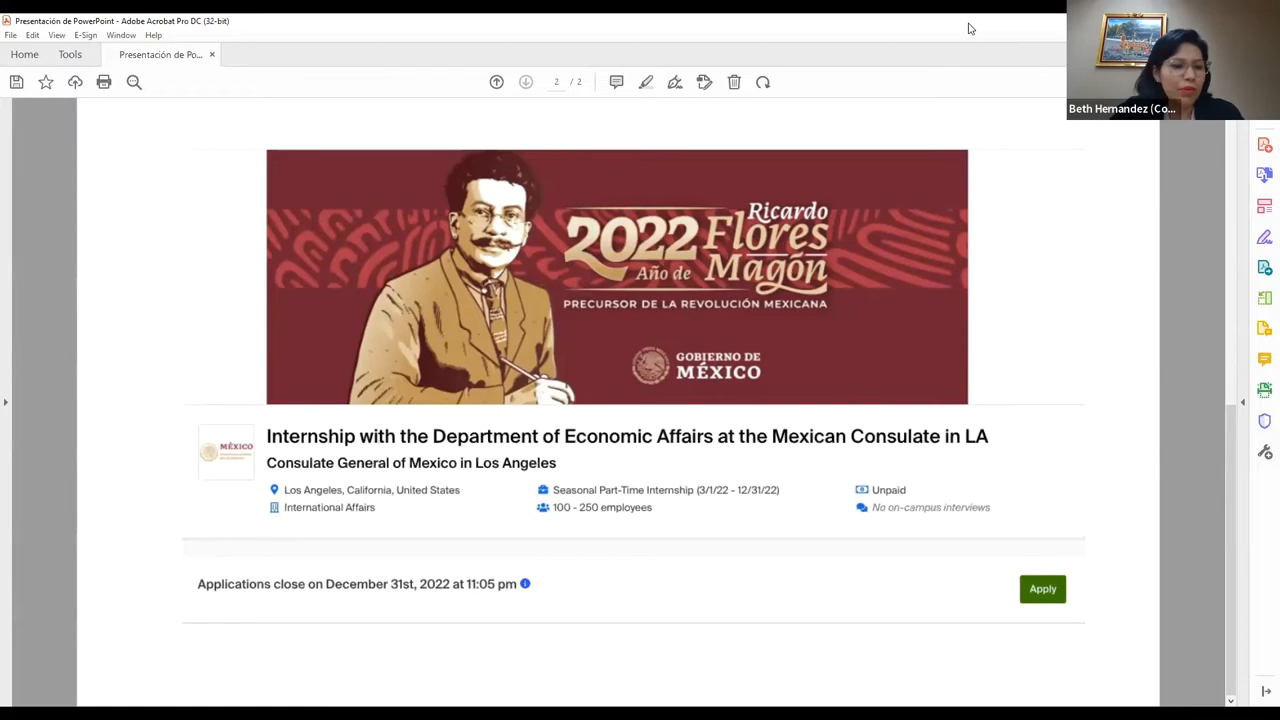 Presentación de PowerPoint - Adobe Acrobat Pro DC (32-bit)
File Edit View E-Sign Window Help
Home Tools Presentación de Po... ×
2 / 2
Beth Hernandez (Co...
2022 Ricardo
Flores
Año de Magón
PRECURSOR DE LA REVOLUCIÓN MEXICANA
GOBIERNO DE
MÉXICO
MÉXICO
Internship with the Department of Economic Affairs at the Mexican Consulate in LA
Consulate General of Mexico in Los Angeles
Los Angeles, California, United States Seasonal Part-Time Internship (3/1/22 - 12/31/22) Unpaid
International Affairs 100 - 250 employees No on-campus interviews
Applications close on December 31st, 2022 at 11:05 pm
Apply